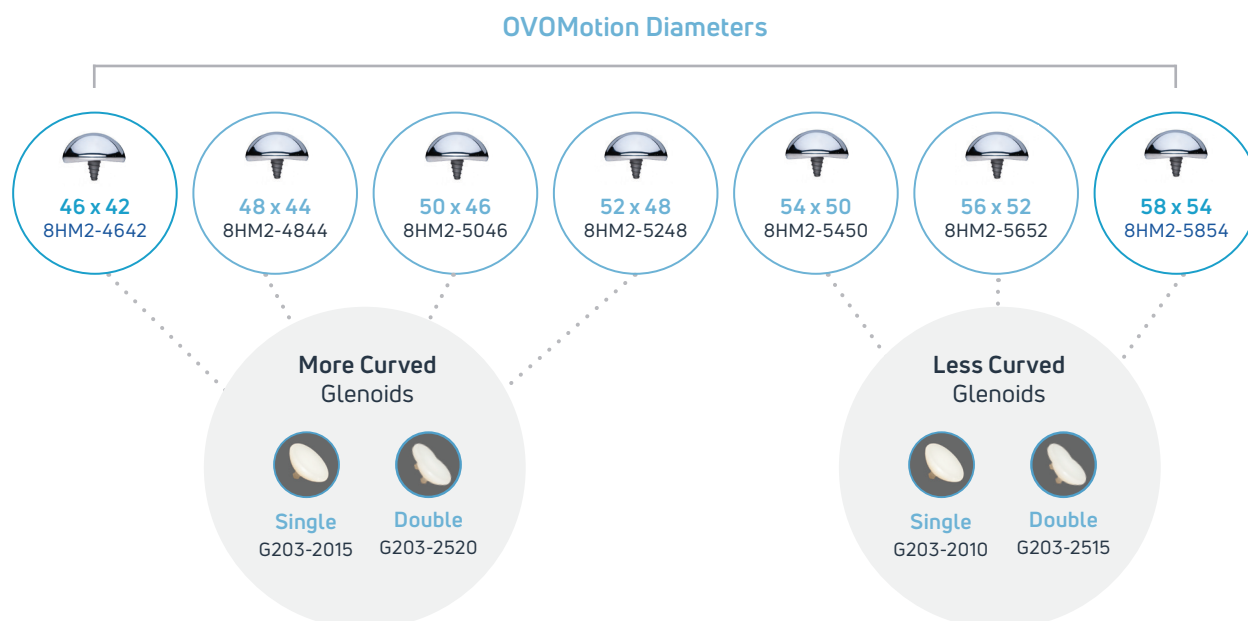 OVOMotion Diameters
46 x 42
8HM2-4642
48 x 44
8HM2-4844
50 x 46
8HM2-5046
52 x 48
8HM2-5248
54 x 50
8HM2-5450
56 x 52
8HM2-5652
58 x 54
8HM2-5854
More Curved
Glenoids
Single
G203-2015
Double
G203-2520
Less Curved
Glenoids
Single
G203-2010
Double
G203-2515